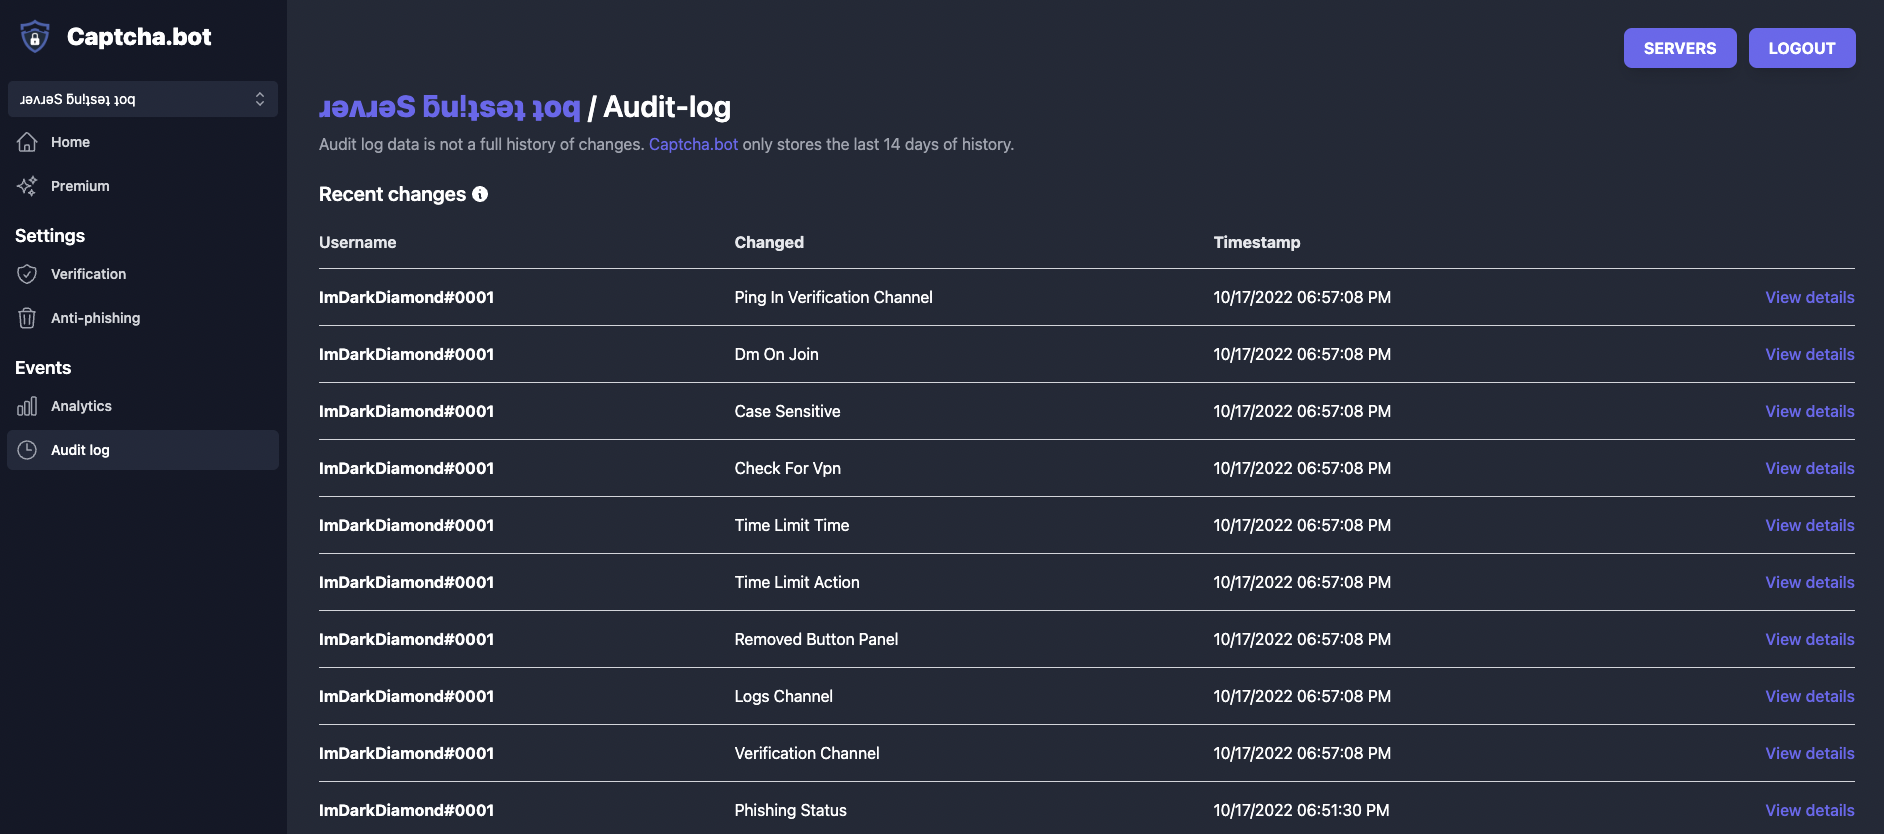 Captcha.bot
ɹǝʌɹǝS ƃu!ʇsǝʇ ʇoq
Home
Premium
Settings
Verification
Anti-phishing
Events
Analytics
Audit log
SERVERS
LOGOUT
ɹǝʌɹǝS ƃu!ʇsǝʇ ʇoq / Audit-log
Audit log data is not a full history of changes. Captcha.bot only stores the last 14 days of history.
Recent changes
Username Changed Timestamp
ImDarkDiamond#0001 Ping In Verification Channel 10/17/2022 06:57:08 PM View details
ImDarkDiamond#0001 Dm On Join 10/17/2022 06:57:08 PM View details
ImDarkDiamond#0001 Case Sensitive 10/17/2022 06:57:08 PM View details
ImDarkDiamond#0001 Check For Vpn 10/17/2022 06:57:08 PM View details
ImDarkDiamond#0001 Time Limit Time 10/17/2022 06:57:08 PM View details
ImDarkDiamond#0001 Time Limit Action 10/17/2022 06:57:08 PM View details
ImDarkDiamond#0001 Removed Button Panel 10/17/2022 06:57:08 PM View details
ImDarkDiamond#0001 Logs Channel 10/17/2022 06:57:08 PM View details
ImDarkDiamond#0001 Verification Channel 10/17/2022 06:57:08 PM View details
ImDarkDiamond#0001 Phishing Status 10/17/2022 06:51:30 PM View details